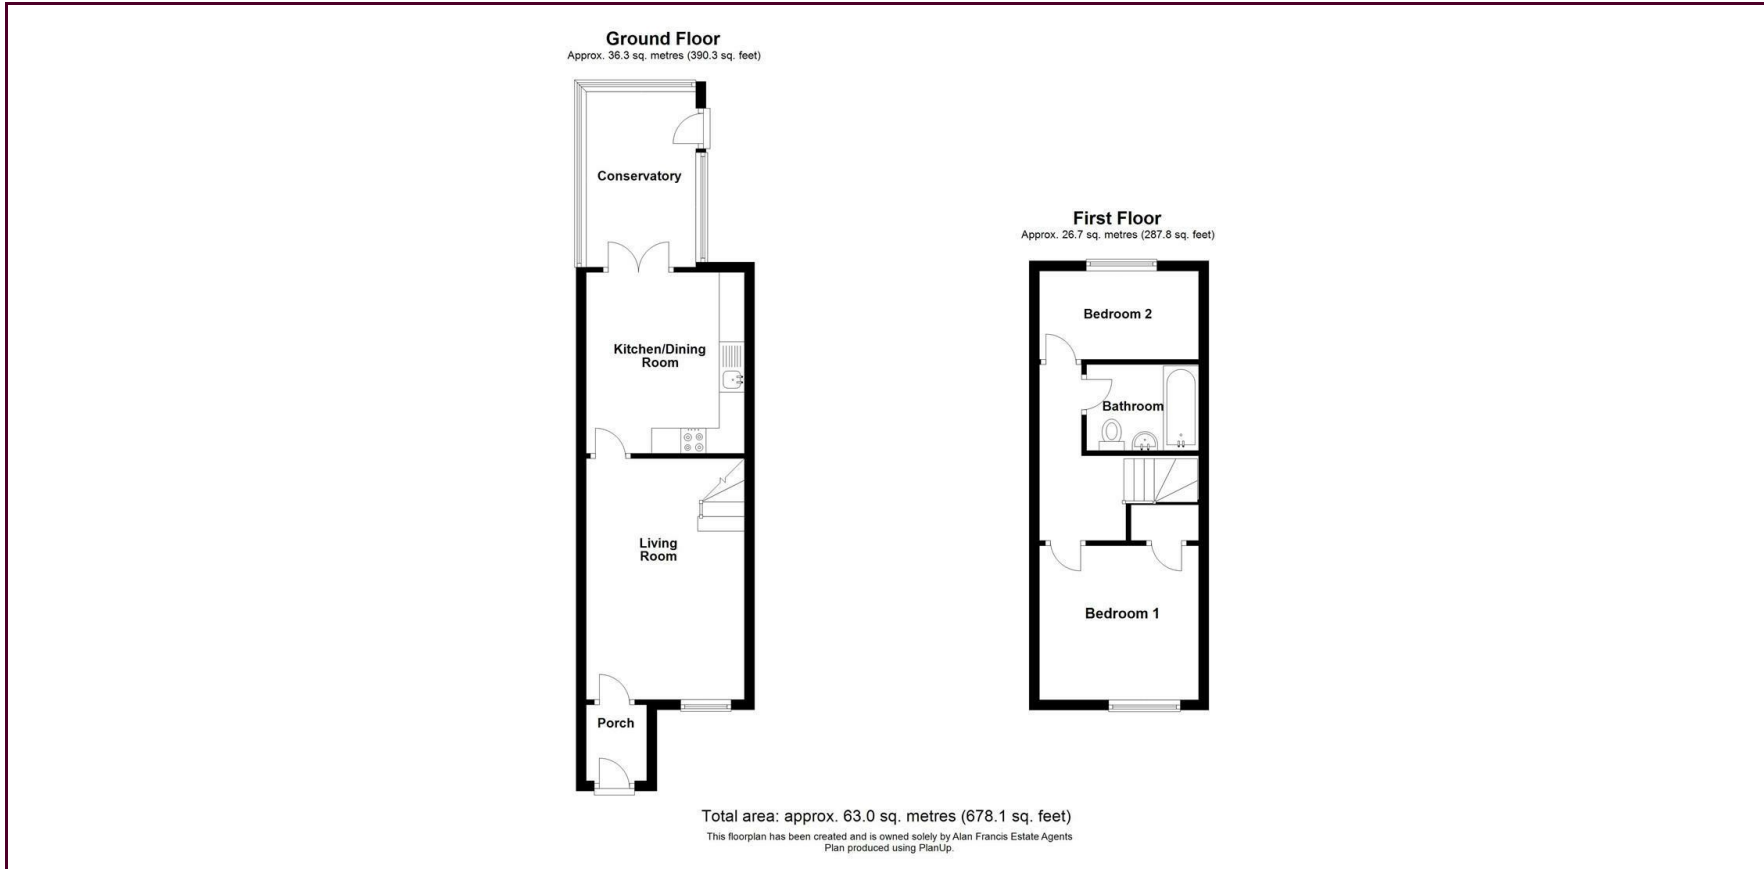 Ground Floor
Approx. 36.3 sq. metres (390.3 sq. feet)
Conservatory
Kitchen/Dining
Room
Living
Room
Porch
First Floor
Approx. 26.7 sq. metres (287.8 sq. feet)
Bedroom 2
Bathroom
Bedroom 1
Total area: approx. 63.0 sq. metres (678.1 sq. feet)
This floorplan has been created and is owned solely by Alan Francis Estate Agents
Plan produced using PlanUp.